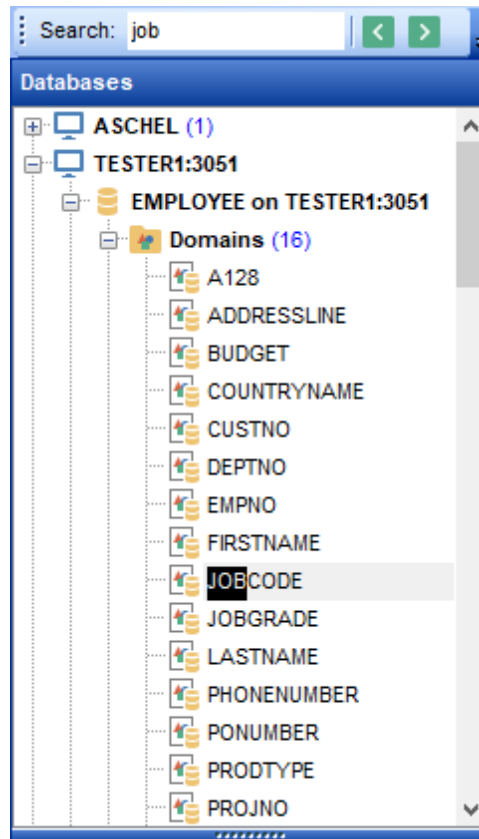 Search: job
Databases
ASCHEL (1)
TESTER1:3051
EMPLOYEE on TESTER1:3051
Domains (16)
A128
ADDRESSLINE
BUDGET
COUNTRYNAME
CUSTNO
DEPTNO
EMPNO
FIRSTNAME
JOBCODE
JOBGRADE
LASTNAME
PHONENUMBER
PONUMBER
PRODTYPE
PROJNO